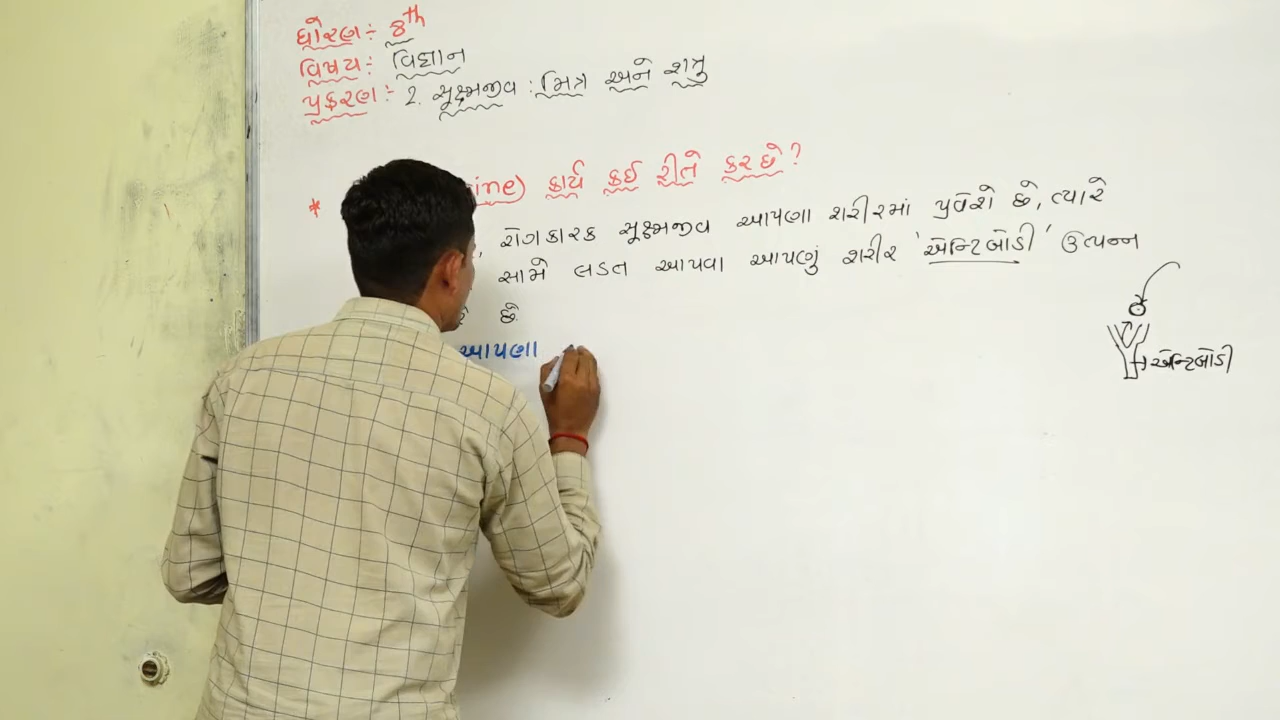 ધોરણ :- 8th
વિષય :- વિજ્ઞાન
પ્રકરણ :- 2. સૂક્ષ્મજીવ : મિત્ર અને શત્રુ
* ine) કાર્ય કઈ રીતે કરછે?
, રોગકારક સૂક્ષ્મજીવ આપણા શરીરમાં પ્રવેશે છે, ત્યારે
સામે લડત આપવા આપણું શરીર 'એન્ટિબોડી' ઉત્પન્ન
છે
આપણા
એન્ટિબોડી